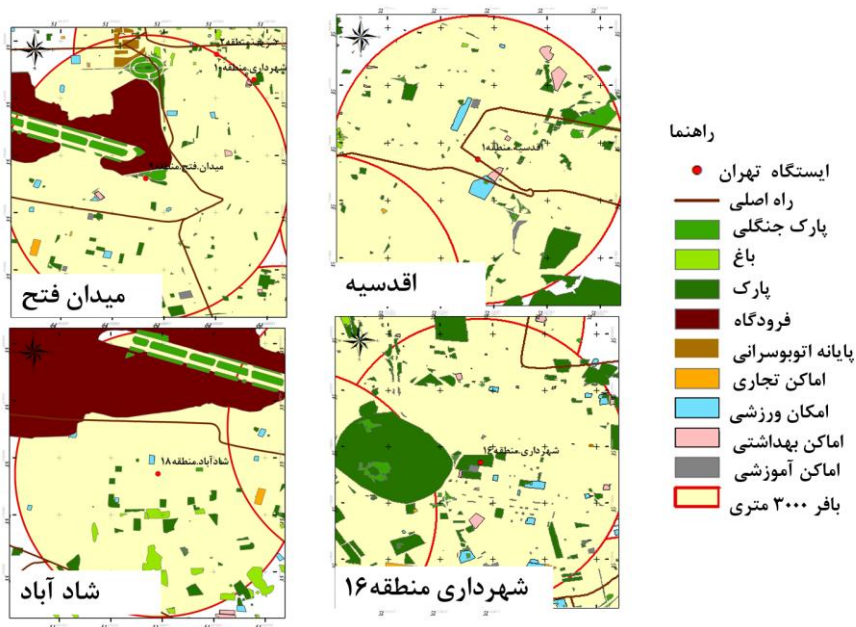 شهرداری.منطقه۱۰
میدان.فتح.منطقه۹
میدان فتح
اقدسیه.منطقه۱
اقدسیه
شادآباد.منطقه۱۸
شاد آباد
شهرداری.منطقه۱۶
شهرداری منطقه۱۶
راهنما
ایستگاه تهران
راه اصلی
پارک جنگلی
باغ
پارک
فرودگاه
پایانه اتوبوسرانی
اماکن تجاری
امکان ورزشی
اماکن بهداشتی
اماکن آموزشی
بافر ۳۰۰۰ متری